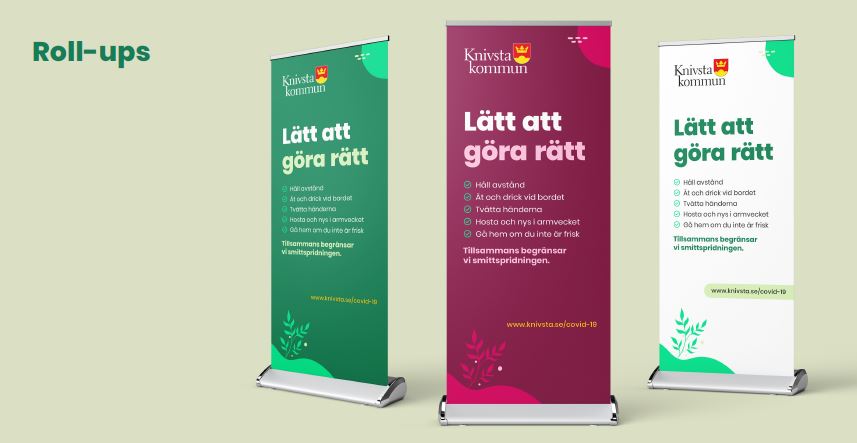 Roll-ups
Knivsta
kommun
Lätt att
göra rätt
Håll avstånd
Ät och drick vid bordet
Tvätta händerna
Hosta och nys i armvecket
Gå hem om du inte är frisk
Tillsammans begränsar
vi smittspridningen.
www.knivsta.se/covid-19
Knivsta
kommun
Lätt att
göra rätt
Håll avstånd
Ät och drick vid bordet
Tvätta händerna
Hosta och nys i armvecket
Gå hem om du inte är frisk
Tillsammans begränsar
vi smittspridningen.
www.knivsta.se/covid-19
Knivsta
kommun
Lätt att
göra rätt
Håll avstånd
Ät och drick vid bordet
Tvätta händerna
Hosta och nys i armvecket
Gå hem om du inte är frisk
Tillsammans begränsar
vi smittspridningen.
www.knivsta.se/covid-19